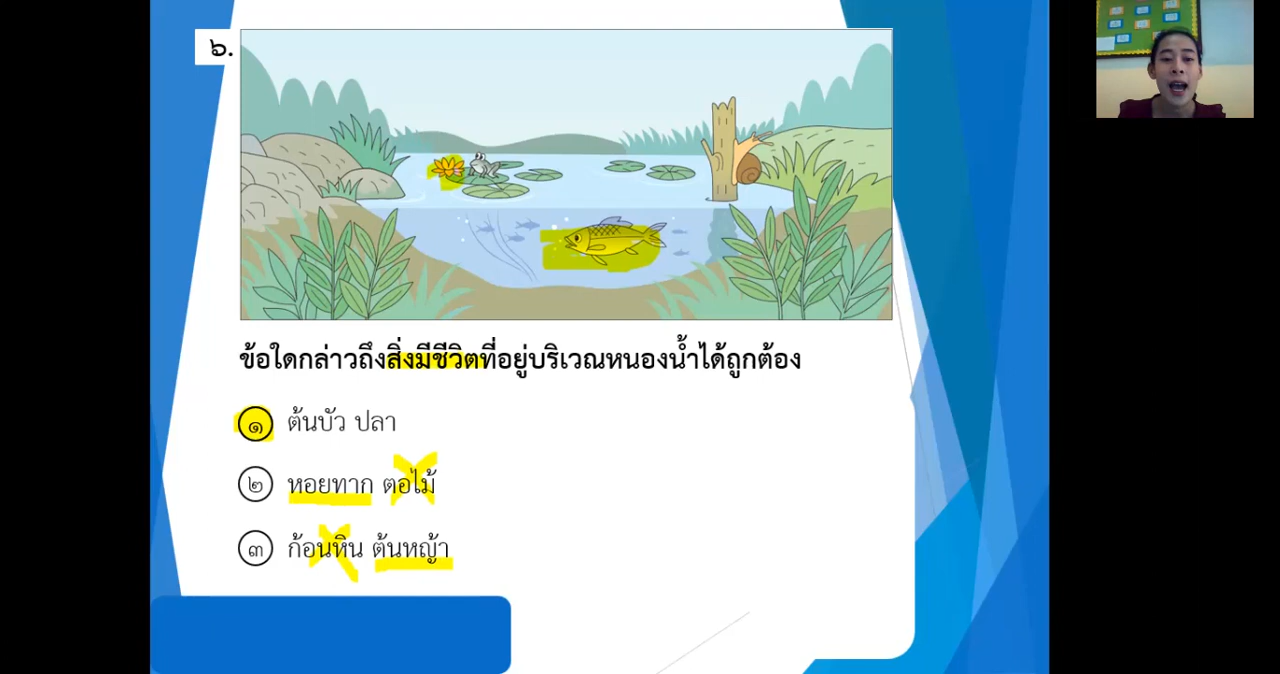 ๖.
ข้อใดกล่าวถึงสิ่งมีชีวิตที่อยู่บริเวณหนองน้ำได้ถูกต้อง
๑ ต้นบัว ปลา
๒ หอยทาก ตอไม้
๓ ก้อนหิน ต้นหญ้า